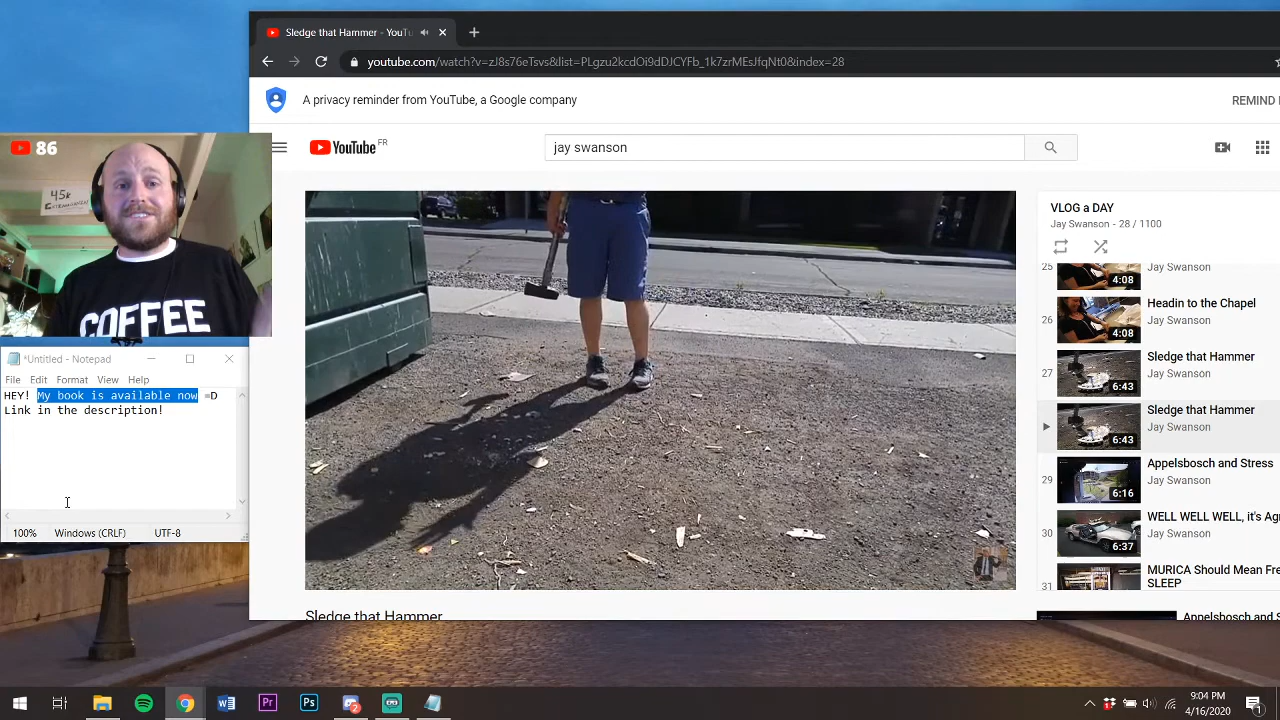 Sledge that Hammer - YouTu
youtube.com/watch?v=zJ8s76eTsvs&list=PLgzu2kcdOi9dDJCYFb_1k7zrMEsJfqNt0&index=28
A privacy reminder from YouTube, a Google company
REMIND
YouTube FR
jay swanson
86
45k
COFFEE
*Untitled - Notepad
File Edit Format View Help
HEY! My book is available now =D
Link in the description!
100% Windows (CRLF) UTF-8
VLOG a DAY
Jay Swanson - 28 / 1100
25
Jay Swanson
4:08
26
Headin to the Chapel
Jay Swanson
4:08
27
Sledge that Hammer
Jay Swanson
6:43
Sledge that Hammer
Jay Swanson
6:43
29
Appelsbosch and Stress
Jay Swanson
6:16
30
WELL WELL WELL, it's Ag
Jay Swanson
6:37
31
MURICA Should Mean Fre
SLEEP
Sledge that Hammer
Appelsbosch and S
W
Pr
Ps
2
9:04 PM
4/16/2020
1